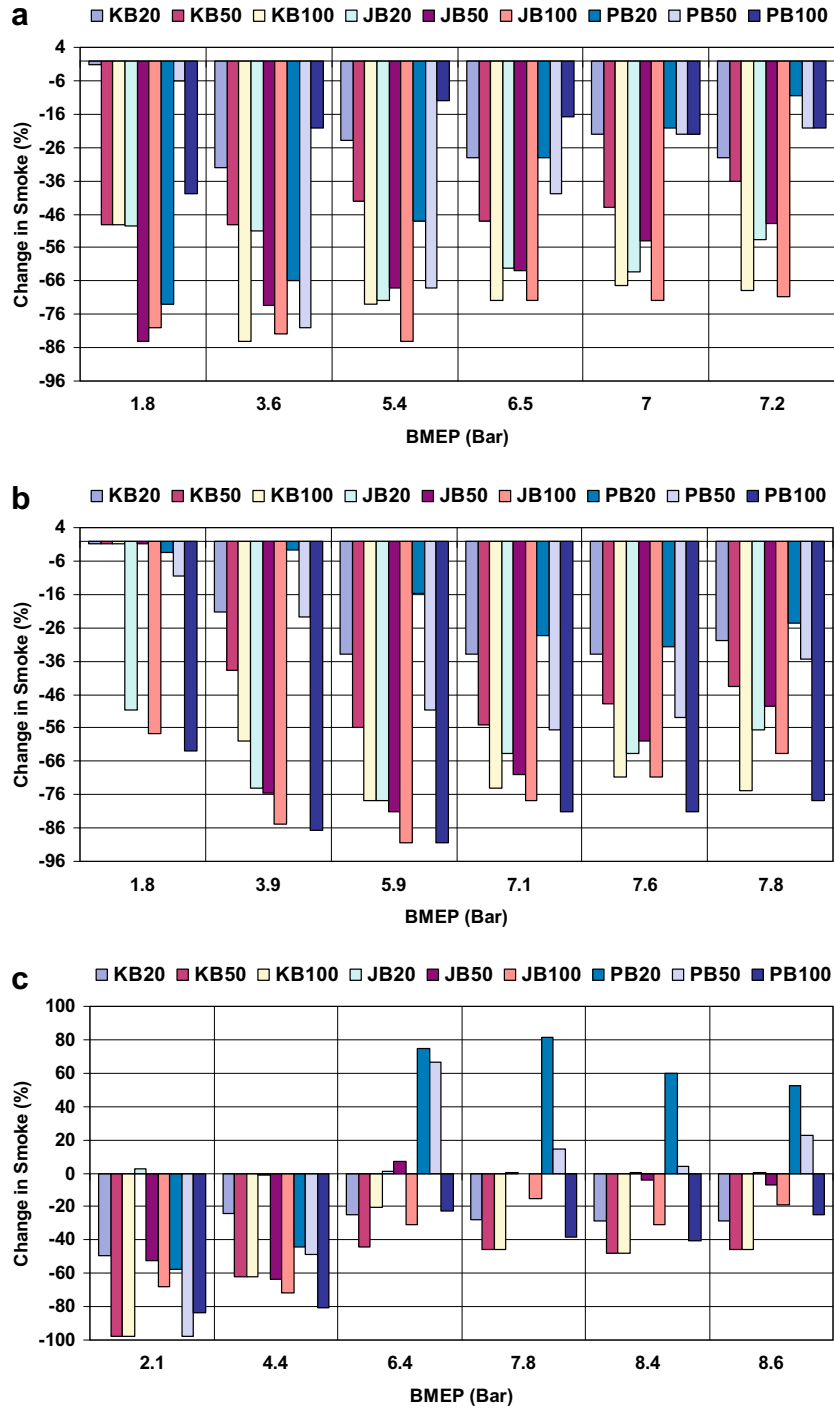 a
KB20 KB50 KB100 JB20 JB50 JB100 PB20 PB50 PB100
Change in Smoke (%)
4
-6
-16
-26
-36
-46
-56
-66
-76
-86
-96
1.8 3.6 5.4 6.5 7 7.2
BMEP (Bar)
b
KB20 KB50 KB100 JB20 JB50 JB100 PB20 PB50 PB100
Change in Smoke (%)
4
-6
-16
-26
-36
-46
-56
-66
-76
-86
-96
1.8 3.9 5.9 7.1 7.6 7.8
BMEP (Bar)
c
KB20 KB50 KB100 JB20 JB50 JB100 PB20 PB50 PB100
Change in Smoke (%)
100
80
60
40
20
0
-20
-40
-60
-80
-100
2.1 4.4 6.4 7.8 8.4 8.6
BMEP (Bar)